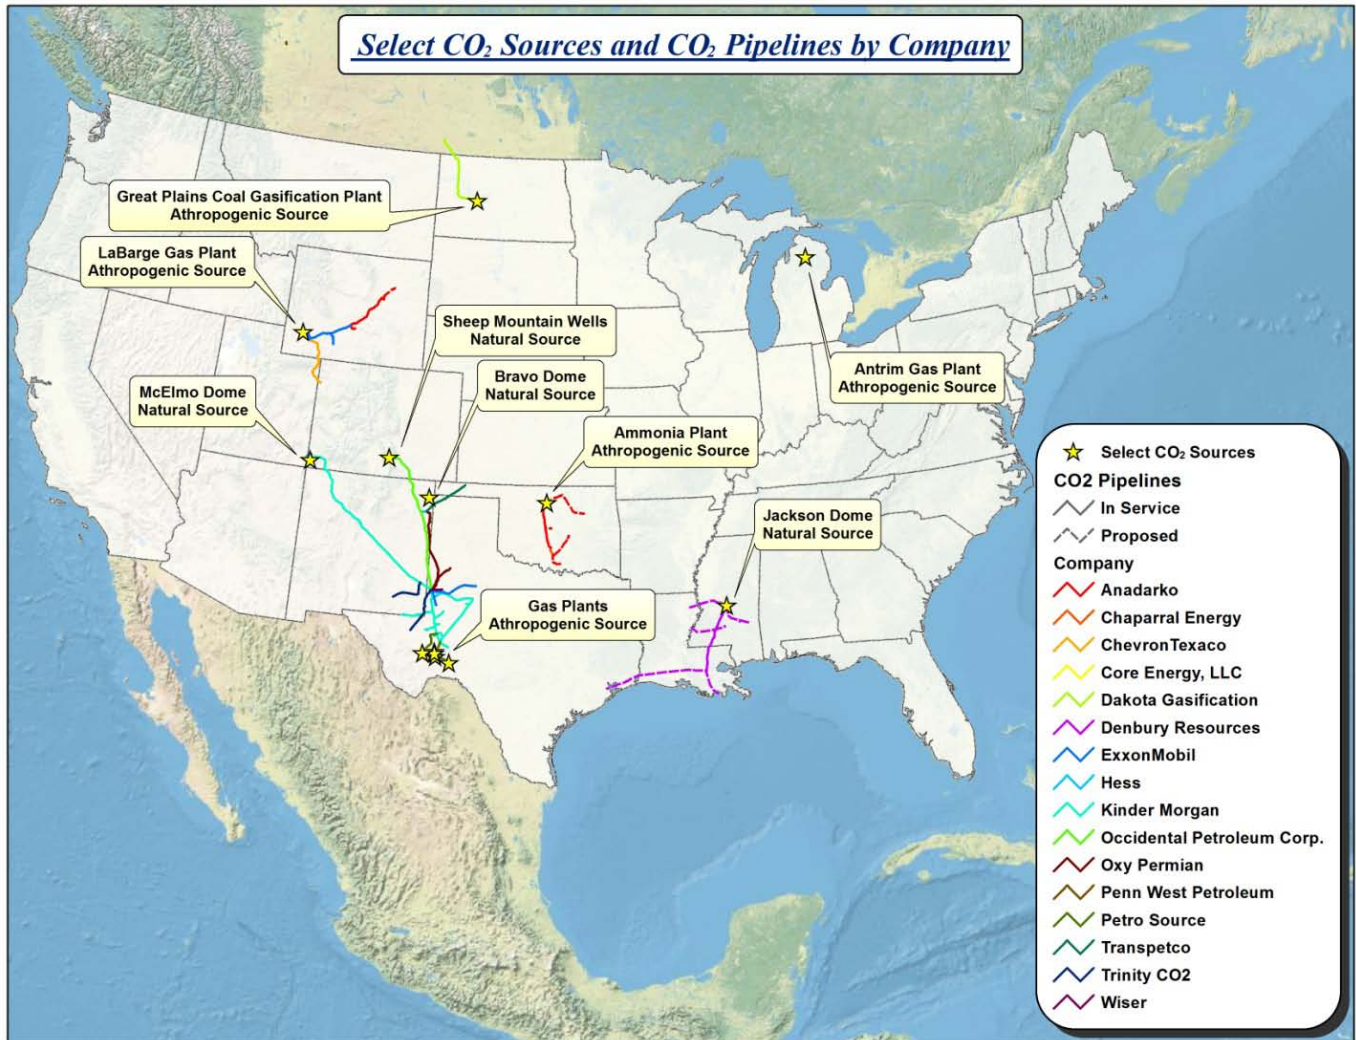 Select CO₂ Sources and CO₂ Pipelines by Company
Great Plains Coal Gasification Plant
Athropogenic Source
LaBarge Gas Plant
Athropogenic Source
Sheep Mountain Wells
Natural Source
Bravo Dome
Natural Source
McElmo Dome
Natural Source
Antrim Gas Plant
Athropogenic Source
Ammonia Plant
Athropogenic Source
Jackson Dome
Natural Source
Gas Plants
Athropogenic Source
Select CO₂ Sources
CO2 Pipelines
In Service
Proposed
Company
Anadarko
Chaparral Energy
ChevronTexaco
Core Energy, LLC
Dakota Gasification
Denbury Resources
ExxonMobil
Hess
Kinder Morgan
Occidental Petroleum Corp.
Oxy Permian
Penn West Petroleum
Petro Source
Transpetco
Trinity CO2
Wiser